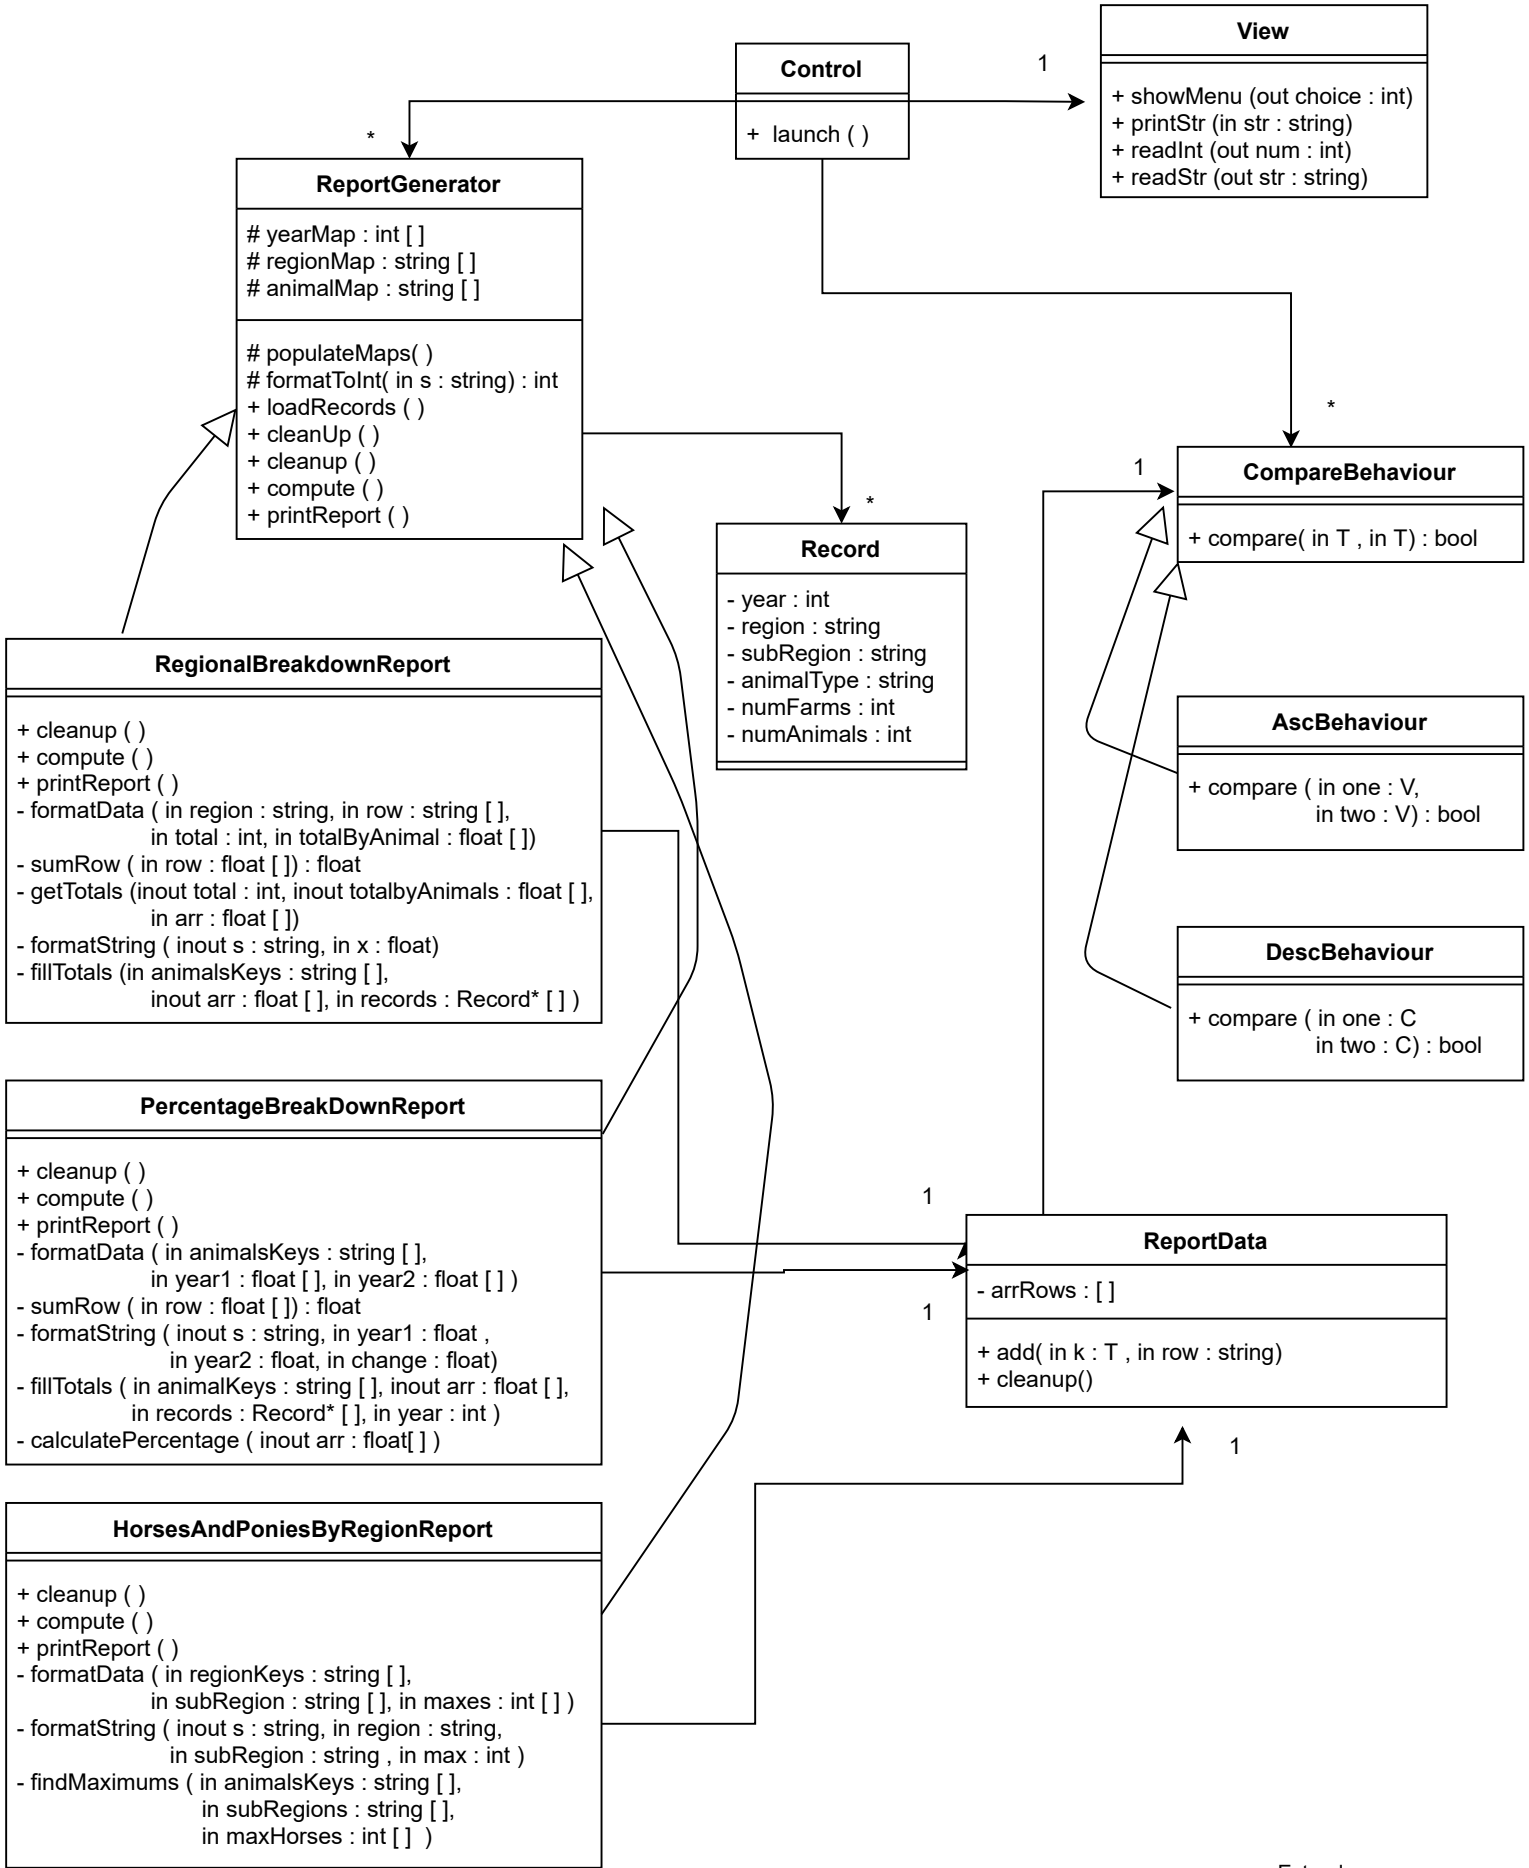 View
+ showMenu (out choice : int)
+ printStr (in str : string)
+ readInt (out num : int)
+ readStr (out str : string)
Control
+ launch ( )
1
*
ReportGenerator
# yearMap : int [ ]
# regionMap : string [ ]
# animalMap : string [ ]
# populateMaps( )
# formatToInt( in s : string) : int
+ loadRecords ( )
+ cleanUp ( )
+ cleanup ( )
+ compute ( )
+ printReport ( )
*
Record
- year : int
- region : string
- subRegion : string
- animalType : string
- numFarms : int
- numAnimals : int
*
1
CompareBehaviour
+ compare( in T , in T) : bool
AscBehaviour
+ compare ( in one : V,
in two : V) : bool
DescBehaviour
+ compare ( in one : C
in two : C) : bool
RegionalBreakdownReport
+ cleanup ( )
+ compute ( )
+ printReport ( )
- formatData ( in region : string, in row : string [ ],
in total : int, in totalByAnimal : float [ ])
- sumRow ( in row : float [ ]) : float
- getTotals (inout total : int, inout totalbyAnimals : float [ ],
in arr : float [ ])
- formatString ( inout s : string, in x : float)
- fillTotals (in animalsKeys : string [ ],
inout arr : float [ ], in records : Record* [ ] )
PercentageBreakDownReport
+ cleanup ( )
+ compute ( )
+ printReport ( )
- formatData ( in animalsKeys : string [ ],
in year1 : float [ ], in year2 : float [ ] )
- sumRow ( in row : float [ ]) : float
- formatString ( inout s : string, in year1 : float ,
in year2 : float, in change : float)
- fillTotals ( in animalKeys : string [ ], inout arr : float [ ],
in records : Record* [ ], in year : int )
- calculatePercentage ( inout arr : float[ ] )
1
1
ReportData
- arrRows : [ ]
+ add( in k : T , in row : string)
+ cleanup()
1
HorsesAndPoniesByRegionReport
+ cleanup ( )
+ compute ( )
+ printReport ( )
- formatData ( in regionKeys : string [ ],
in subRegion : string [ ], in maxes : int [ ] )
- formatString ( inout s : string, in region : string,
in subRegion : string , in max : int )
- findMaximums ( in animalsKeys : string [ ],
in subRegions : string [ ],
in maxHorses : int [ ] )